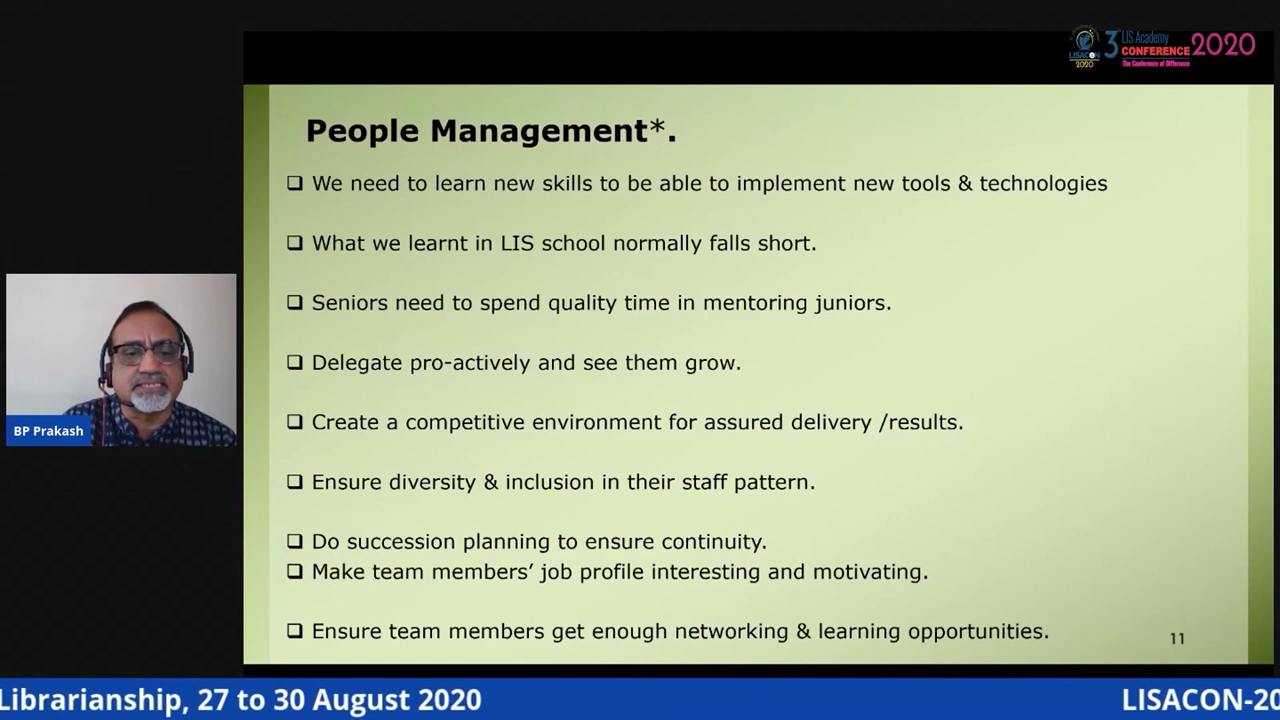 LISACON
2020
3 LIS Academy
CONFERENCE 2020
The Conference of Difference
People Management*.
❑ We need to learn new skills to be able to implement new tools & technologies
❑ What we learnt in LIS school normally falls short.
❑ Seniors need to spend quality time in mentoring juniors.
❑ Delegate pro-actively and see them grow.
❑ Create a competitive environment for assured delivery /results.
❑ Ensure diversity & inclusion in their staff pattern.
❑ Do succession planning to ensure continuity.
❑ Make team members’ job profile interesting and motivating.
❑ Ensure team members get enough networking & learning opportunities.
11
BP Prakash
Librarianship, 27 to 30 August 2020
LISACON-20